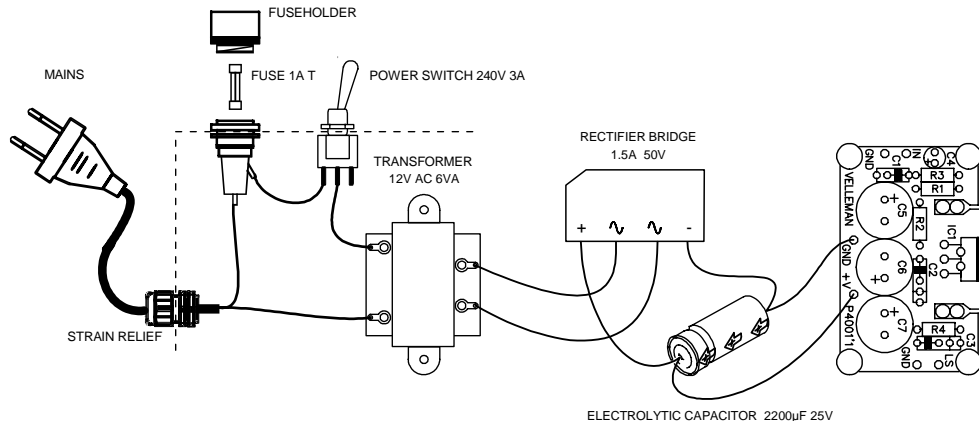 FUSEHOLDER
MAINS
FUSE 1A T
POWER SWITCH 240V 3A
RECTIFIER BRIDGE
1.5A 50V
TRANSFORMER
12V AC 6VA
+ ∿ ∿ -
STRAIN RELIEF
ELECTROLYTIC CAPACITOR 2200µF 25V
GND
C1
IN
C4
R3
R1
VELLEMAN
C5
R2
IC1
GND
+V
C6
C2
P4001'1
C7
R4
C3
GND
LS